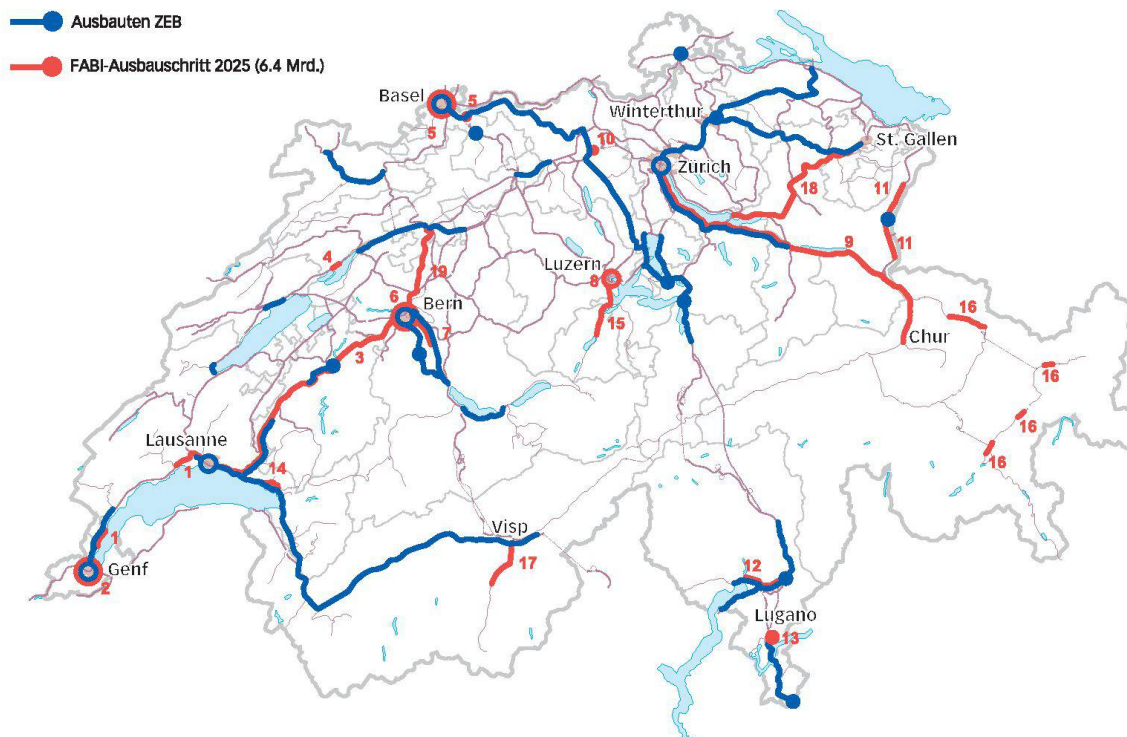 Ausbauten ZEB
FABI-Ausbauschritt 2025 (6.4 Mrd.)
Basel
5
5
Winterthur
10
St. Gallen
Zürich
18
11
4
9
11
19
Luzern
8
6
Bern
7
15
16
3
Chur
16
16
Lausanne
1
14
16
Visp
1
17
12
Genf
2
Lugano
13